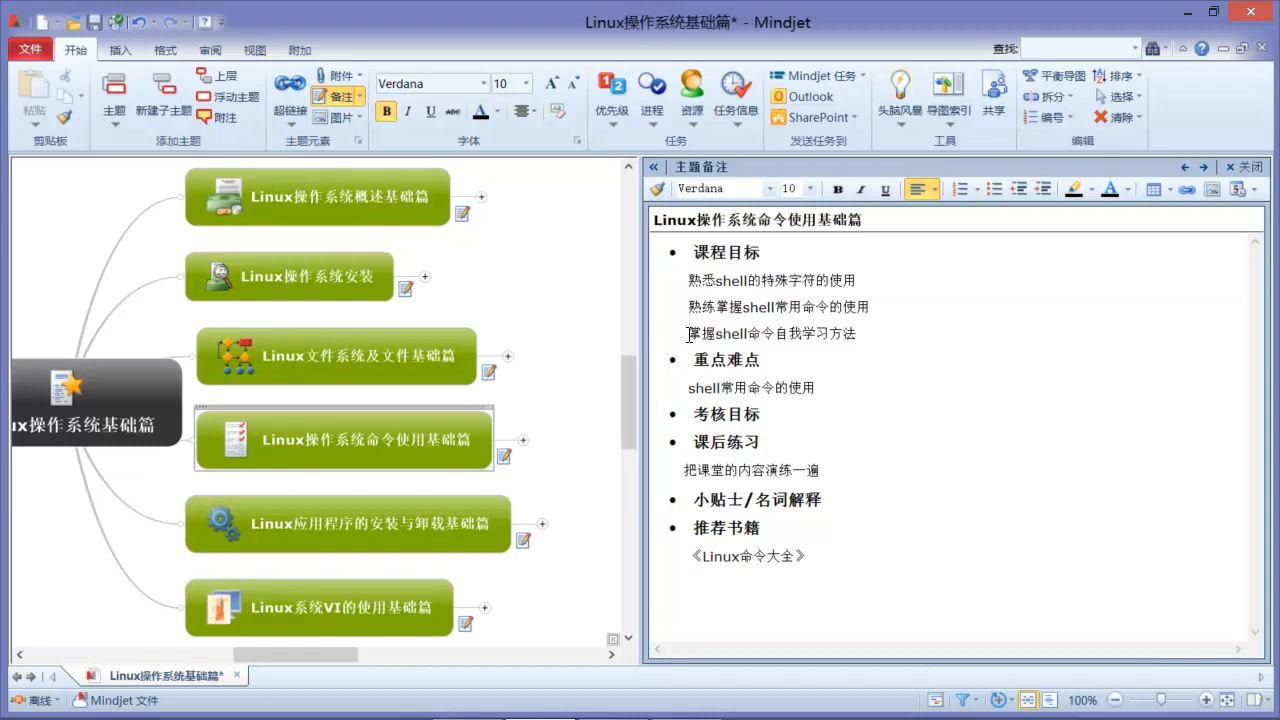 Linux操作系统基础篇* - Mindjet
文件 开始 插入 格式 审阅 视图 附加 查找:
粘贴 主题 新建子主题 上层 浮动主题 附注 超链接 附件 备注 图片 Verdana 10 优先级 进程 资源 任务信息 Mindjet 任务 Outlook SharePoint 头脑风暴 导图索引 共享 平衡导图 排序 拆分 选择 编号 清除
B I U abc A
剪贴板 添加主题 主题元素 字体 任务 发送任务到 工具 编辑
Linux操作系统概述基础篇
Linux操作系统安装
Linux文件系统及文件基础篇
ux操作系统基础篇
Linux操作系统命令使用基础篇
Linux应用程序的安装与卸载基础篇
Linux系统VI的使用基础篇
主题备注 关闭
Verdana 10 B I U A
Linux操作系统命令使用基础篇
• 课程目标
熟悉shell的特殊字符的使用
熟练掌握shell常用命令的使用
掌握shell命令自我学习方法
• 重点难点
shell常用命令的使用
• 考核目标
• 课后练习
把课堂的内容演练一遍
• 小贴士/名词解释
• 推荐书籍
《Linux命令大全》
Linux操作系统基础篇*
离线 Mindjet 文件 100%